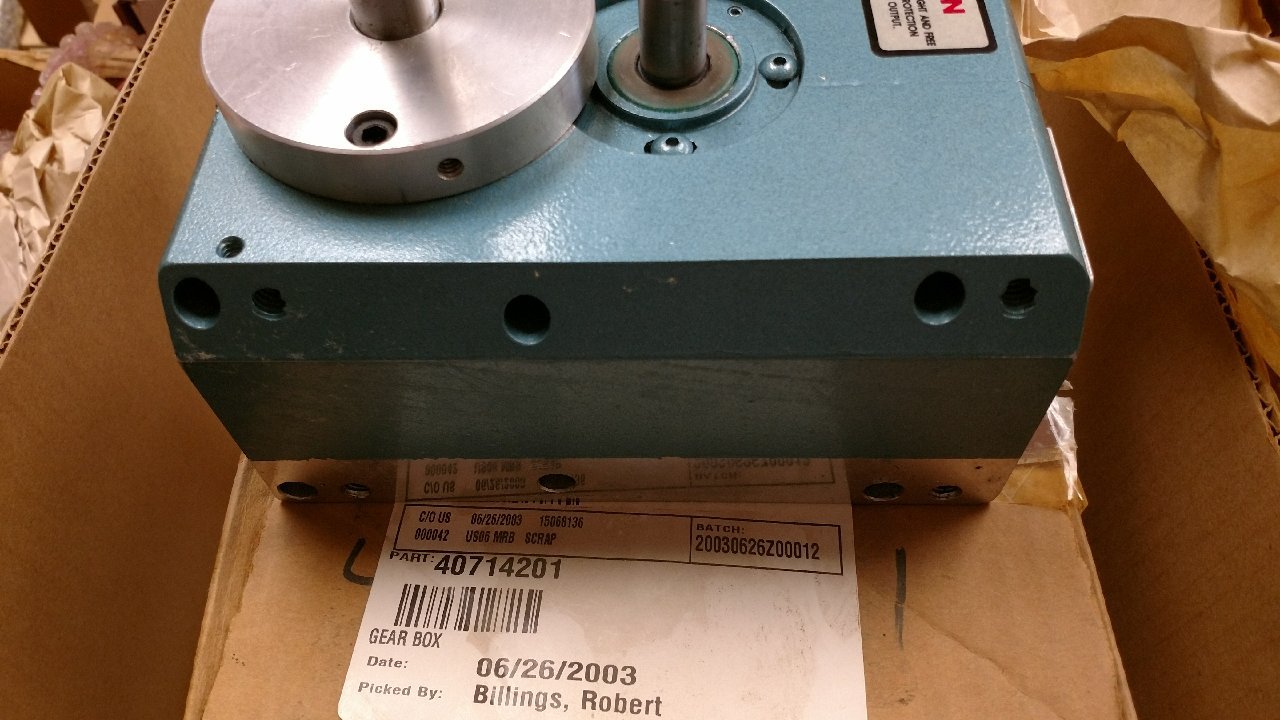 N
GHT AND FREE
ROTECTION
OUTPUT.
C/O US 06/26/2003 15068136
000042 US06 MRB SCRAP
BATCH:
20030626Z00012
PART: 40714201
GEAR BOX
Date: 06/26/2003
Picked By: Billings, Robert